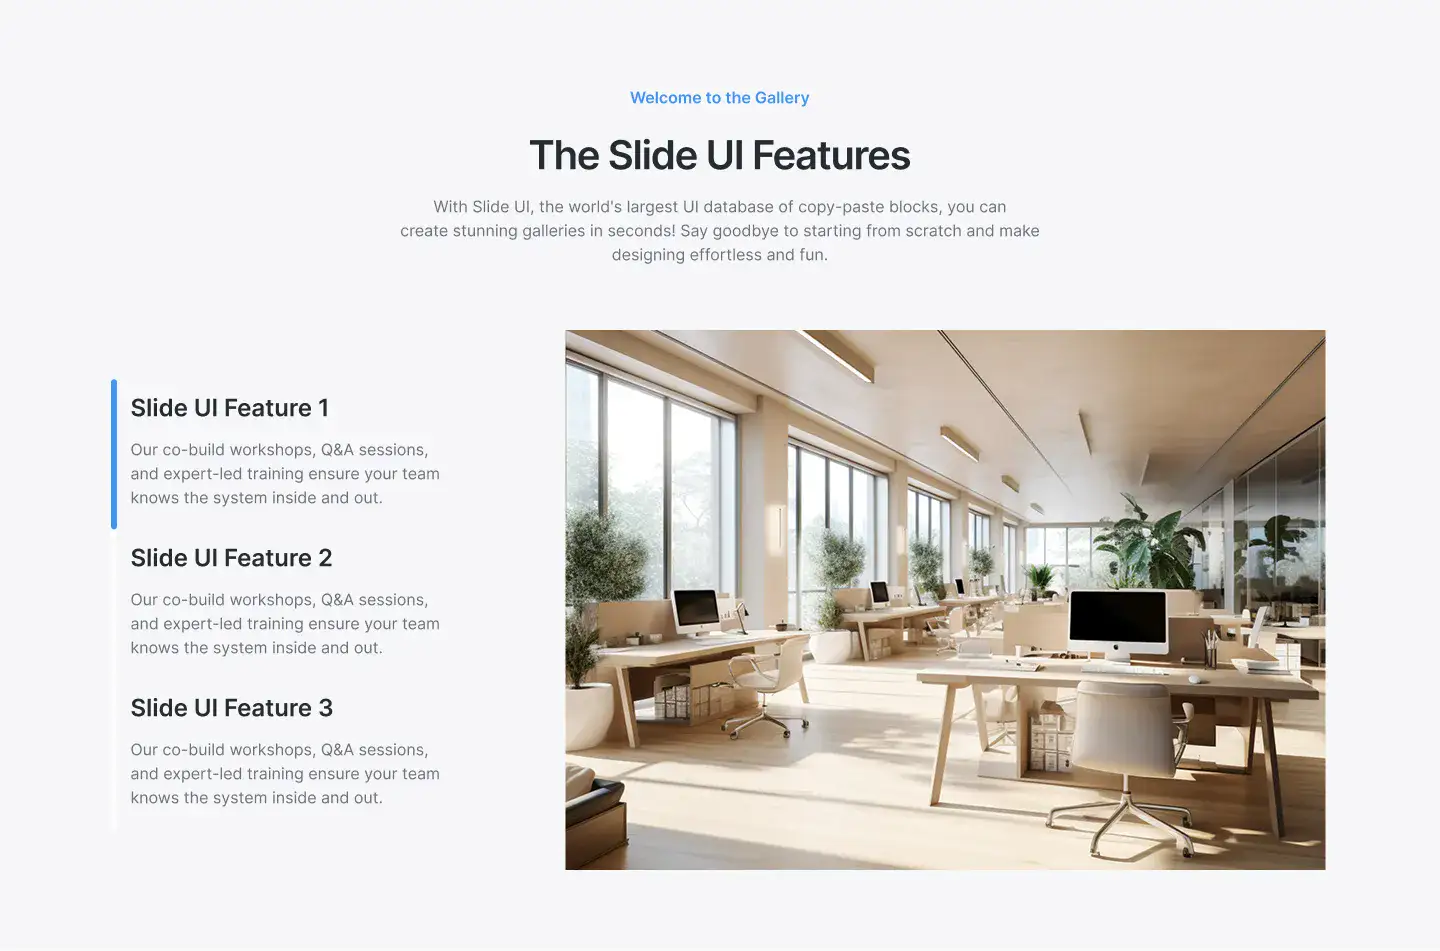 Welcome to the Gallery
The Slide UI Features
With Slide UI, the world's largest UI database of copy-paste blocks, you can
create stunning galleries in seconds! Say goodbye to starting from scratch and make
designing effortless and fun.
Slide UI Feature 1
Our co-build workshops, Q&A sessions,
and expert-led training ensure your team
knows the system inside and out.
Slide UI Feature 2
Our co-build workshops, Q&A sessions,
and expert-led training ensure your team
knows the system inside and out.
Slide UI Feature 3
Our co-build workshops, Q&A sessions,
and expert-led training ensure your team
knows the system inside and out.